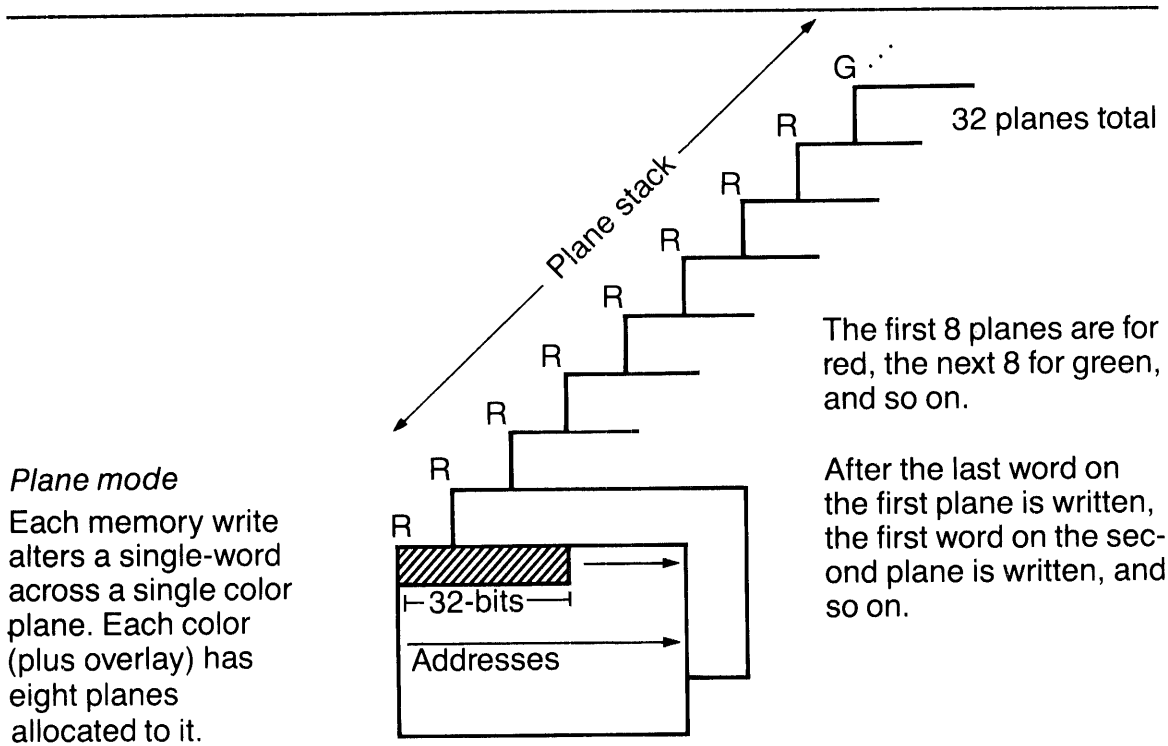 G ...
32 planes total
R
R
R
R
R
R
R
R
Plane stack
The first 8 planes are for
red, the next 8 for green,
and so on.
After the last word on
the first plane is written,
the first word on the sec-
ond plane is written, and
so on.
Plane mode
Each memory write
alters a single-word
across a single color
plane. Each color
(plus overlay) has
eight planes
allocated to it.
32-bits
Addresses